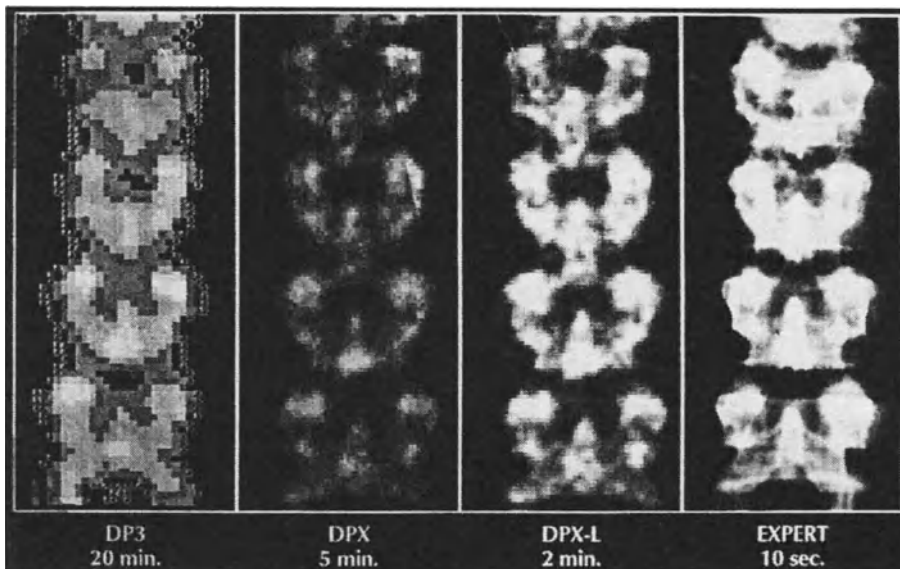 DP3
20 min.
DPX
5 min.
DPX-L
2 min.
EXPERT
10 sec.